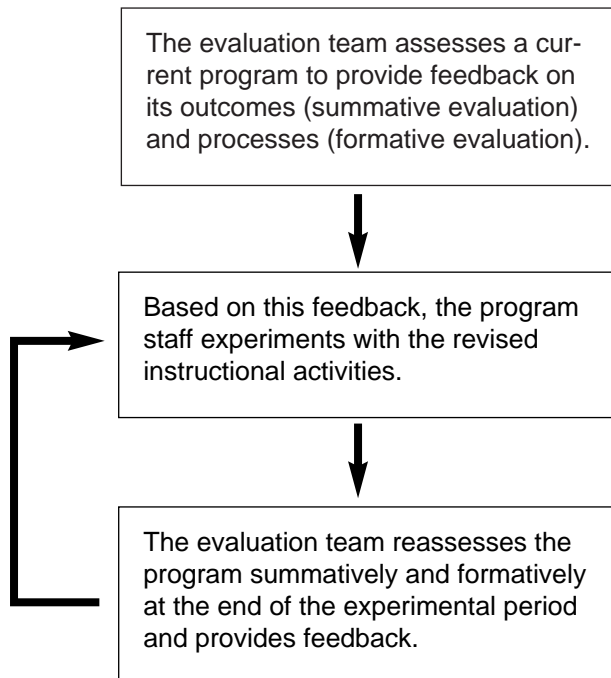 The evaluation team assesses a cur-
rent program to provide feedback on
its outcomes (summative evaluation)
and processes (formative evaluation).
Based on this feedback, the program
staff experiments with the revised
instructional activities.
The evaluation team reassesses the
program summatively and formatively
at the end of the experimental period
and provides feedback.